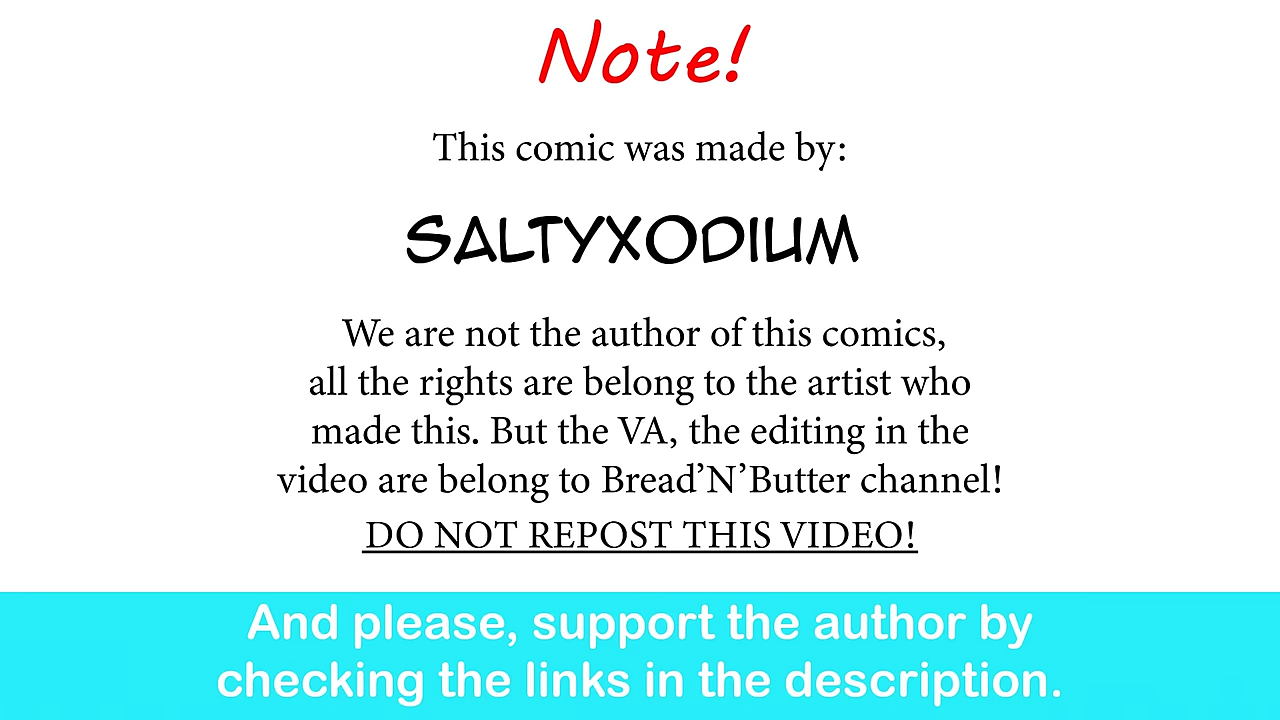 Note!
This comic was made by:
SALTYXODIUM
We are not the author of this comics,
all the rights are belong to the artist who
made this. But the VA, the editing in the
video are belong to Bread’N’Butter channel!
DO NOT REPOST THIS VIDEO!
And please, support the author by
checking the links in the description.